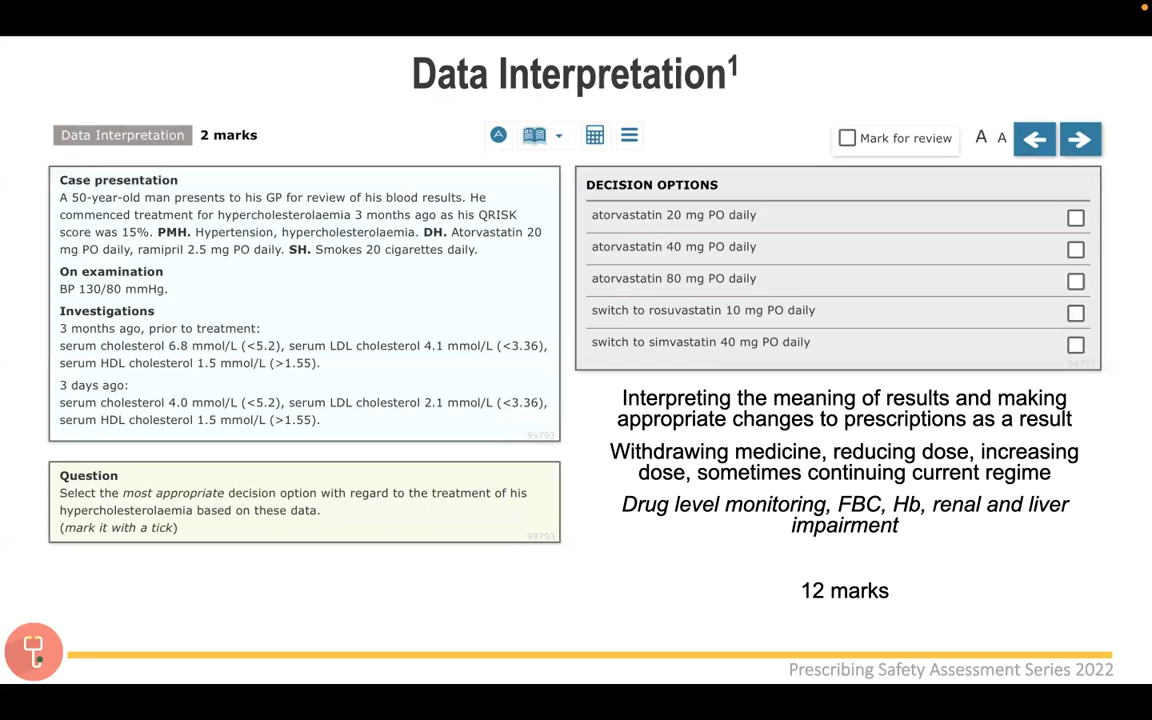 Data Interpretation¹
Data Interpretation 2 marks
Mark for review A A
Case presentation
A 50-year-old man presents to his GP for review of his blood results. He
commenced treatment for hypercholesterolaemia 3 months ago as his QRISK
score was 15%. PMH. Hypertension, hypercholesterolaemia. DH. Atorvastatin 20
mg PO daily, ramipril 2.5 mg PO daily. SH. Smokes 20 cigarettes daily.
On examination
BP 130/80 mmHg.
Investigations
3 months ago, prior to treatment:
serum cholesterol 6.8 mmol/L (<5.2), serum LDL cholesterol 4.1 mmol/L (<3.36),
serum HDL cholesterol 1.5 mmol/L (>1.55).
3 days ago:
serum cholesterol 4.0 mmol/L (<5.2), serum LDL cholesterol 2.1 mmol/L (<3.36),
serum HDL cholesterol 1.5 mmol/L (>1.55).
99793
Question
Select the most appropriate decision option with regard to the treatment of his
hypercholesterolaemia based on these data.
(mark it with a tick)
99793
DECISION OPTIONS
atorvastatin 20 mg PO daily
atorvastatin 40 mg PO daily
atorvastatin 80 mg PO daily
switch to rosuvastatin 10 mg PO daily
switch to simvastatin 40 mg PO daily
99793
Interpreting the meaning of results and making
appropriate changes to prescriptions as a result
Withdrawing medicine, reducing dose, increasing
dose, sometimes continuing current regime
Drug level monitoring, FBC, Hb, renal and liver
impairment
12 marks
Prescribing Safety Assessment Series 2022